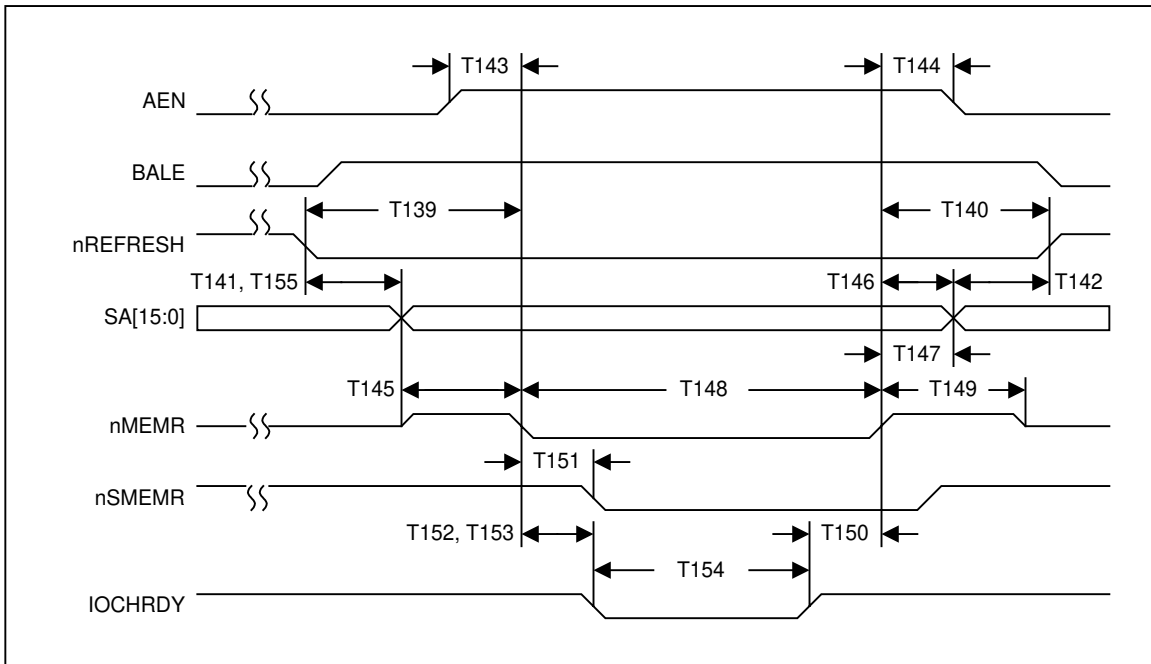 T143
T144
AEN
BALE
T139
T140
nREFRESH
T141, T155
T146
T142
SA[15:0]
T147
T145
T148
T149
nMEMR
T151
nSMEMR
T152, T153
T150
T154
IOCHRDY